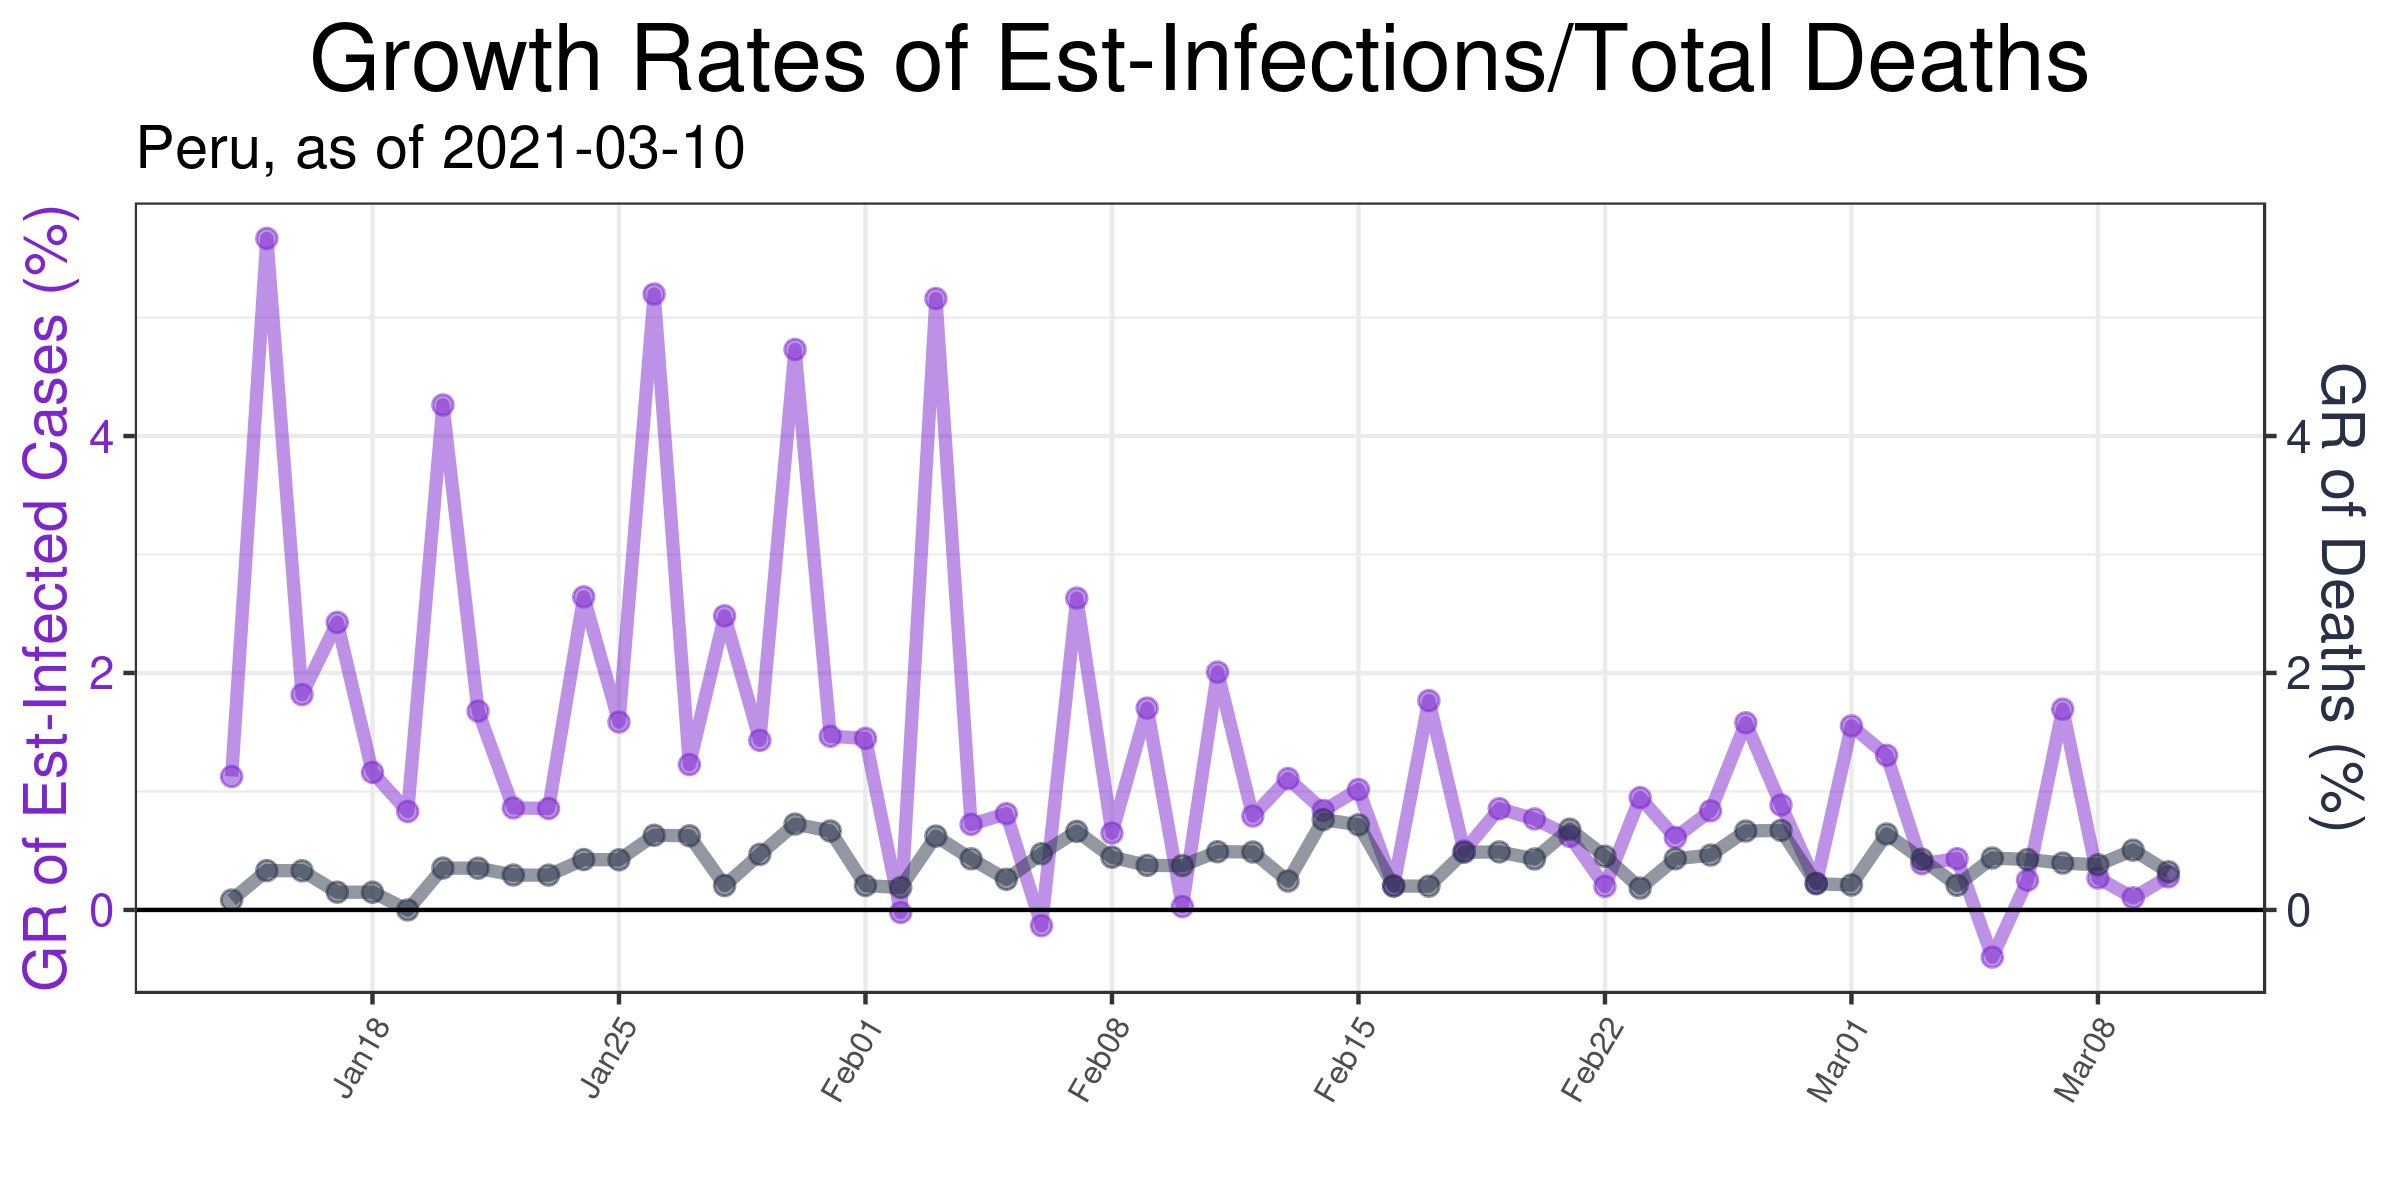 Growth Rates of Est-Infections/Total Deaths
Peru, as of 2021-03-10
GR of Est-Infected Cases (%)
4
2
0
4
2
0
GR of Deaths (%)
Jan18
Jan25
Feb01
Feb08
Feb15
Feb22
Mar01
Mar08